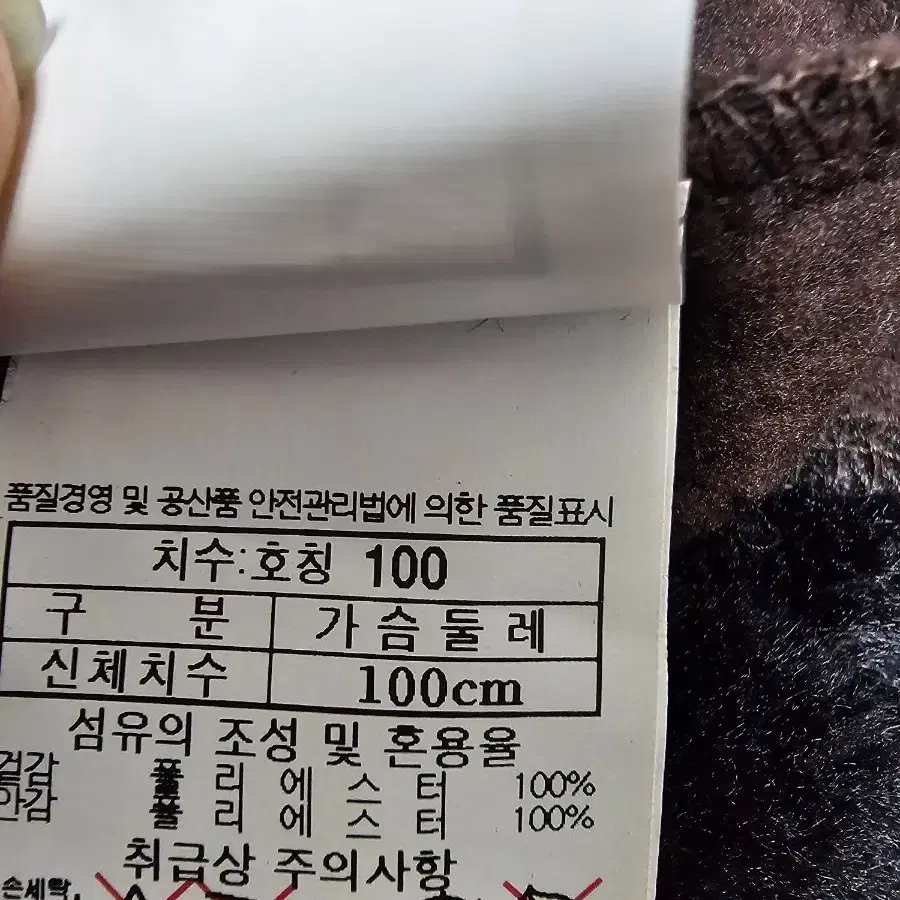 품질경영 및 공산품 안전관리법에 의한 품질표시
치수:호칭 100
구 분 가슴둘레
신체치수 100cm
섬유의 조성 및 혼용율
겉감 폴리에스터 100%
안감 폴리에스터 100%
취급상 주의사항
손세탁,